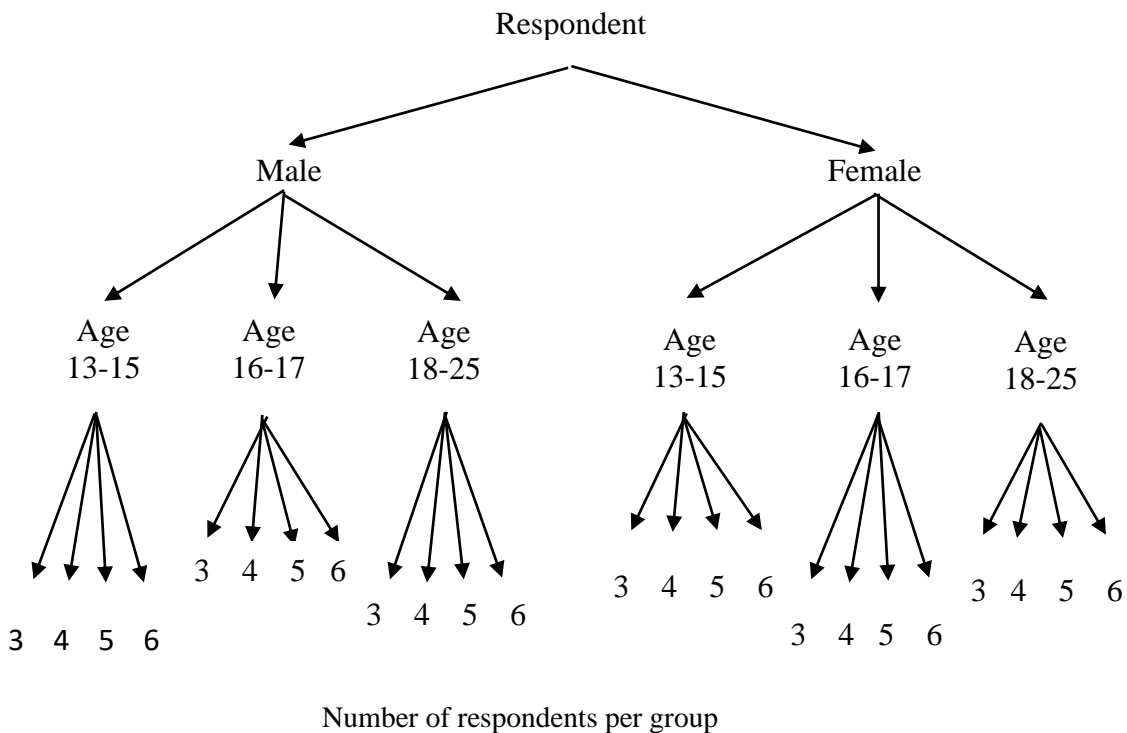 Respondent
Male Female
Age Age Age Age Age Age
13-15 16-17 18-25 13-15 16-17 18-25
3 4 5 6 3 4 5 6 3 4 5 6 3 4 5 6 3 4 5 6 3 4 5 6
Number of respondents per group